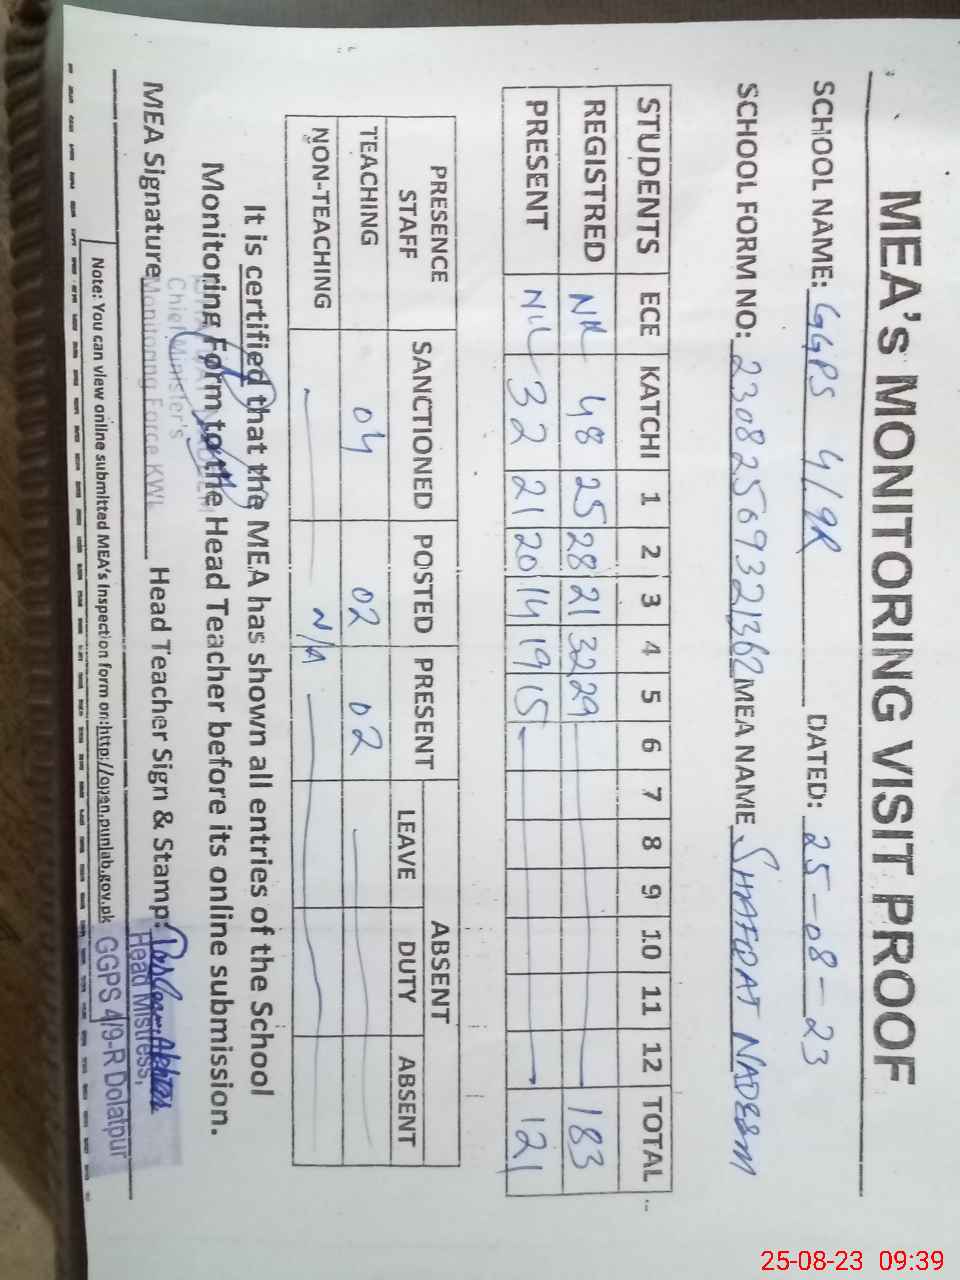 MEA's MONITORING VISIT PROOF
SCHOOL NAME: GGPS 4/9R DATED: 25-08-23
SCHOOL FORM NO: 23082569321362 MEA NAME SHAFQAT NADEEM
STUDENTS ECE KATCHI 1 2 3 4 5 6 7 8 9 10 11 12 TOTAL
REGISTRED NIL 48 25 28 21 32 29 183
PRESENT NIL 32 21 20 14 19 15 121
PRESENCE STAFF SANCTIONED POSTED PRESENT ABSENT
LEAVE DUTY ABSENT
TEACHING 04 02 02
NON-TEACHING N/A
It is certified that the MEA has shown all entries of the School
Monitoring Form to the Head Teacher before its online submission.
Chief Minister's
Monitoring Force KWL
MEA Signature Head Teacher Sign & Stamp:
Head Mistress,
GGPS 4/9-R Dolatpur
Note: You can view online submitted MEA's Inspection form on:http://open.punjab.gov.pk
25-08-23 09:39